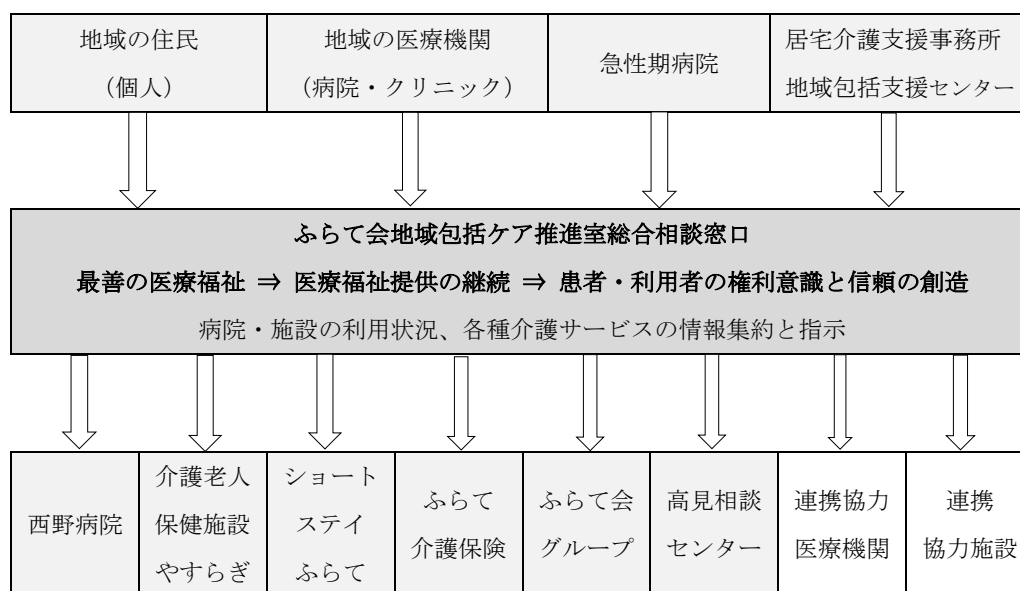 地域の住民
（個人）
地域の医療機関
（病院・クリニック）
急性期病院
居宅介護支援事務所
地域包括支援センター
ふらて会地域包括ケア推進室総合相談窓口
最善の医療福祉 ⇒ 医療福祉提供の継続 ⇒ 患者・利用者の権利意識と信頼の創造
病院・施設の利用状況、各種介護サービスの情報集約と指示
西野病院
介護老人
保健施設
やすらぎ
ショート
ステイ
ふらて
ふらて
介護保険
ふらて会
グループ
高見相談
センター
連携協力
医療機関
連携
協力施設